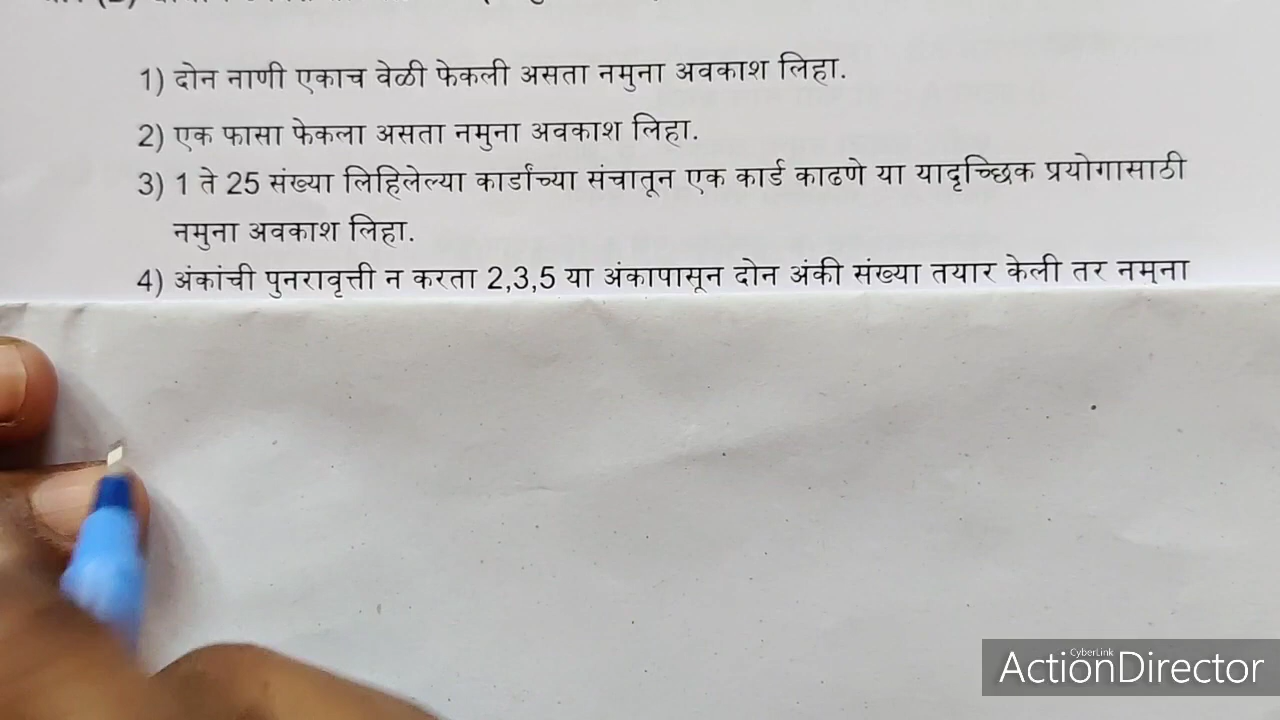 1) दोन नाणी एकाच वेळी फेकली असता नमुना अवकाश लिहा.
2) एक फासा फेकला असता नमुना अवकाश लिहा.
3) 1 ते 25 संख्या लिहिलेल्या कार्डांच्या संचातून एक कार्ड काढणे या यादृच्छिक प्रयोगासाठी
नमुना अवकाश लिहा.
4) अंकांची पुनरावृत्ती न करता 2,3,5 या अंकापासून दोन अंकी संख्या तयार केली तर नमुना
CyberLink
ActionDirector